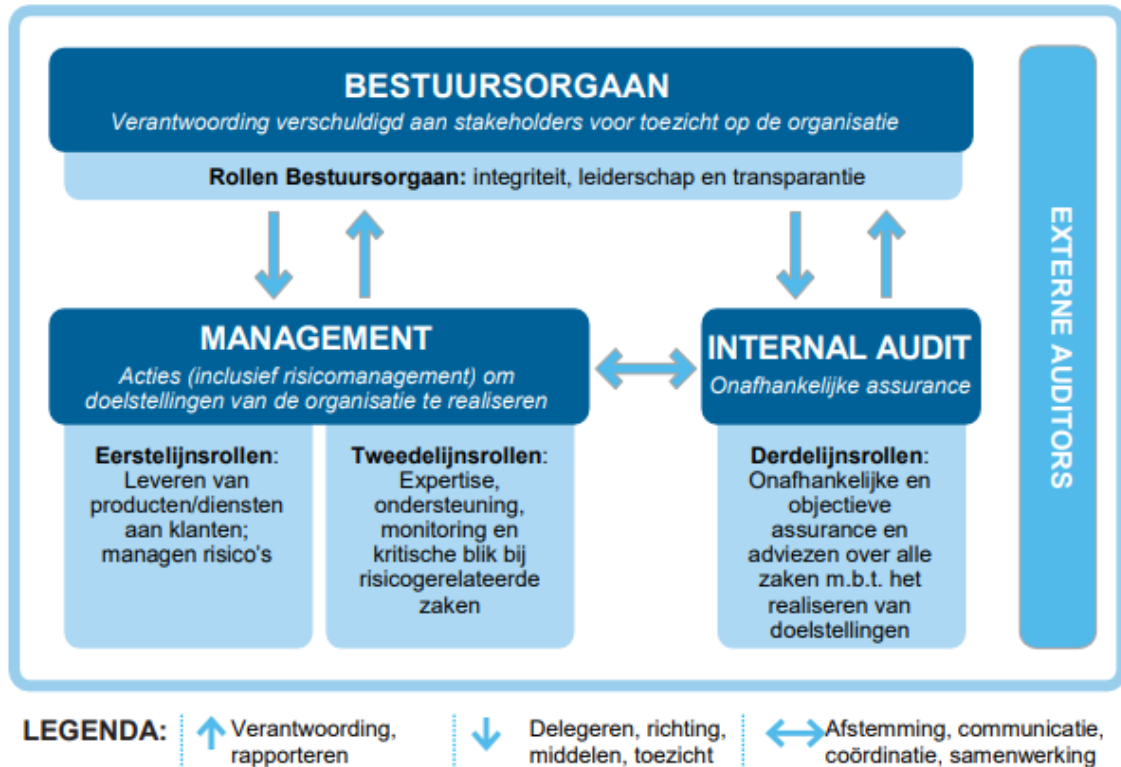 BESTUURSORGAAN
Verantwoording verschuldigd aan stakeholders voor toezicht op de organisatie
Rollen Bestuursorgaan: integriteit, leiderschap en transparantie
MANAGEMENT
Acties (inclusief risicomanagement) om
doelstellingen van de organisatie te realiseren
Eerstelijnsrollen:
Leveren van
producten/diensten
aan klanten;
managen risico's
Tweedelijnsrollen:
Expertise,
ondersteuning,
monitoring en
kritische blik bij
risicogerelateerde
zaken
INTERNAL AUDIT
Onafhankelijke assurance
Derdelijnsrollen:
Onafhankelijke en
objectieve
assurance en
adviezen over alle
zaken m.b.t. het
realiseren van
doelstellingen
EXTERNE AUDITORS
LEGENDA:
Verantwoording,
rapporteren
Delegeren, richting,
middelen, toezicht
Afstemming, communicatie,
coördinatie, samenwerking